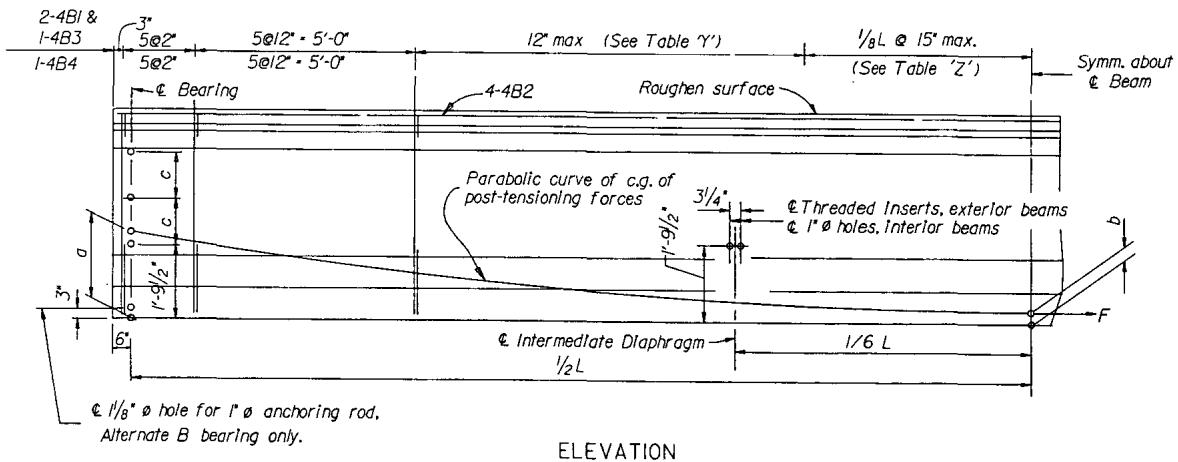 2-4B1 &
1-4B3
1-4B4
3"
5@2"
5@2"
5@12" = 5'-0"
5@12" = 5'-0"
12" max (See Table 'Y')
1/8L @ 15" max.
(See Table 'Z')
Symm. about
℄ Beam
℄ Bearing
4-4B2
Roughen surface
c
c
a
3"
1'-9 1/2"
Parabolic curve of c.g. of
post-tensioning forces
3 1/4"
1'-9 1/2"
℄ Threaded Inserts, exterior beams
℄ 1" ø holes, interior beams
b
F
6"
℄ Intermediate Diaphragm
1/6 L
1/2L
℄ 1 1/8" ø hole for 1" ø anchoring rod,
Alternate B bearing only.
ELEVATION